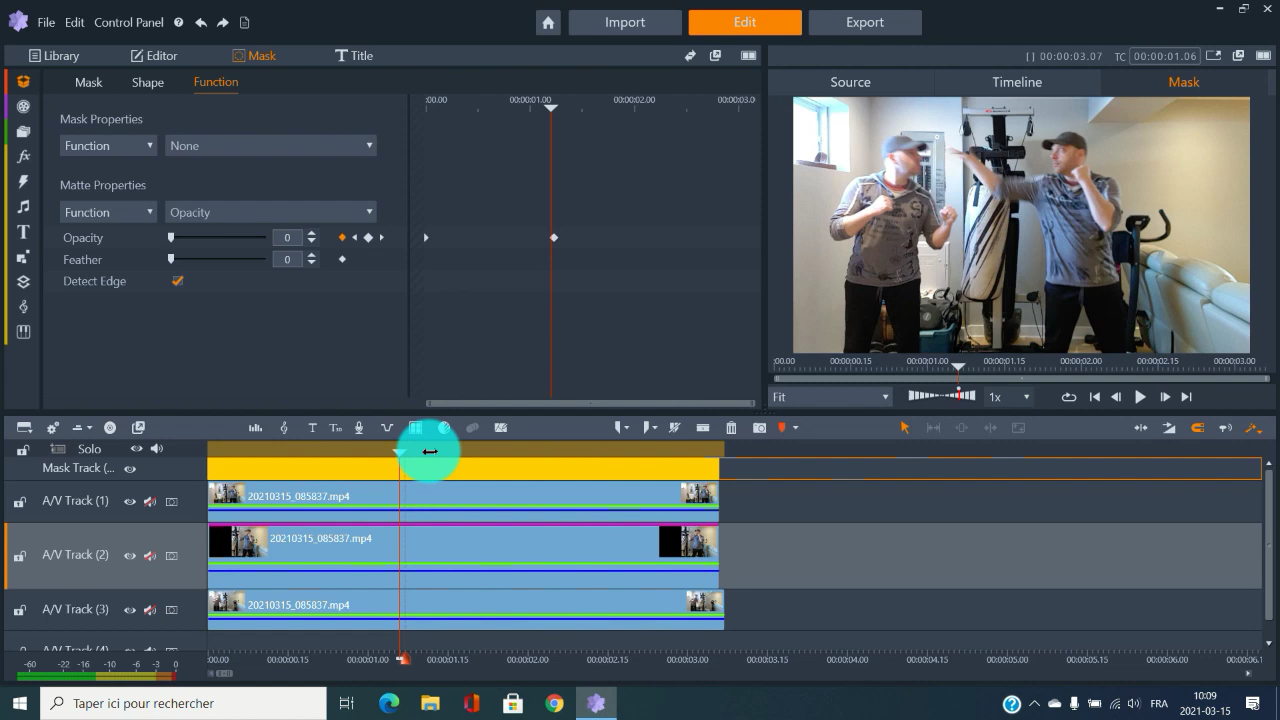 File Edit Control Panel
Import Edit Export
Library Editor Mask Title
[ ] 00:00:03.07 TC 00:00:01.06
Mask Shape Function
Source Timeline Mask
:00.00 00:00:01.00 00:00:02.00 00:00:03.0
Mask Properties
Function None
Matte Properties
Function Opacity
Opacity 0
Feather 0
Detect Edge
:00.00 00:00:00.15 00:00:01.00 00:00:01.15 00:00:02.00 00:00:02.15 00:00:03.00
Fit 1x
Solo
Mask Track (...
A/V Track (1) 20210315_085837.mp4
A/V Track (2) 20210315_085837.mp4
A/V Track (3) 20210315_085837.mp4
A/V Track (4)
-60 -22 -16 -10 -6 -3 0
:00.00 00:00:00.15 00:00:01.00 00:00:01.15 00:00:02.00 00:00:02.15 00:00:03.00 00:00:03.15 00:00:04.00 00:00:04.15 00:00:05.00 00:00:05.15 00:00:06.00 00:00:06.1
Taper ici pour rechercher
FRA
10:09
2021-03-15